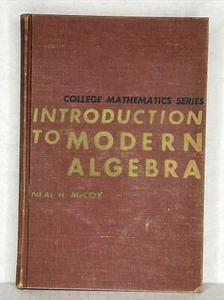 COLLEGE MATHEMATICS SERIES
INTRODUCTION
TO MODERN
ALGEBRA
NEAL H. McCOY